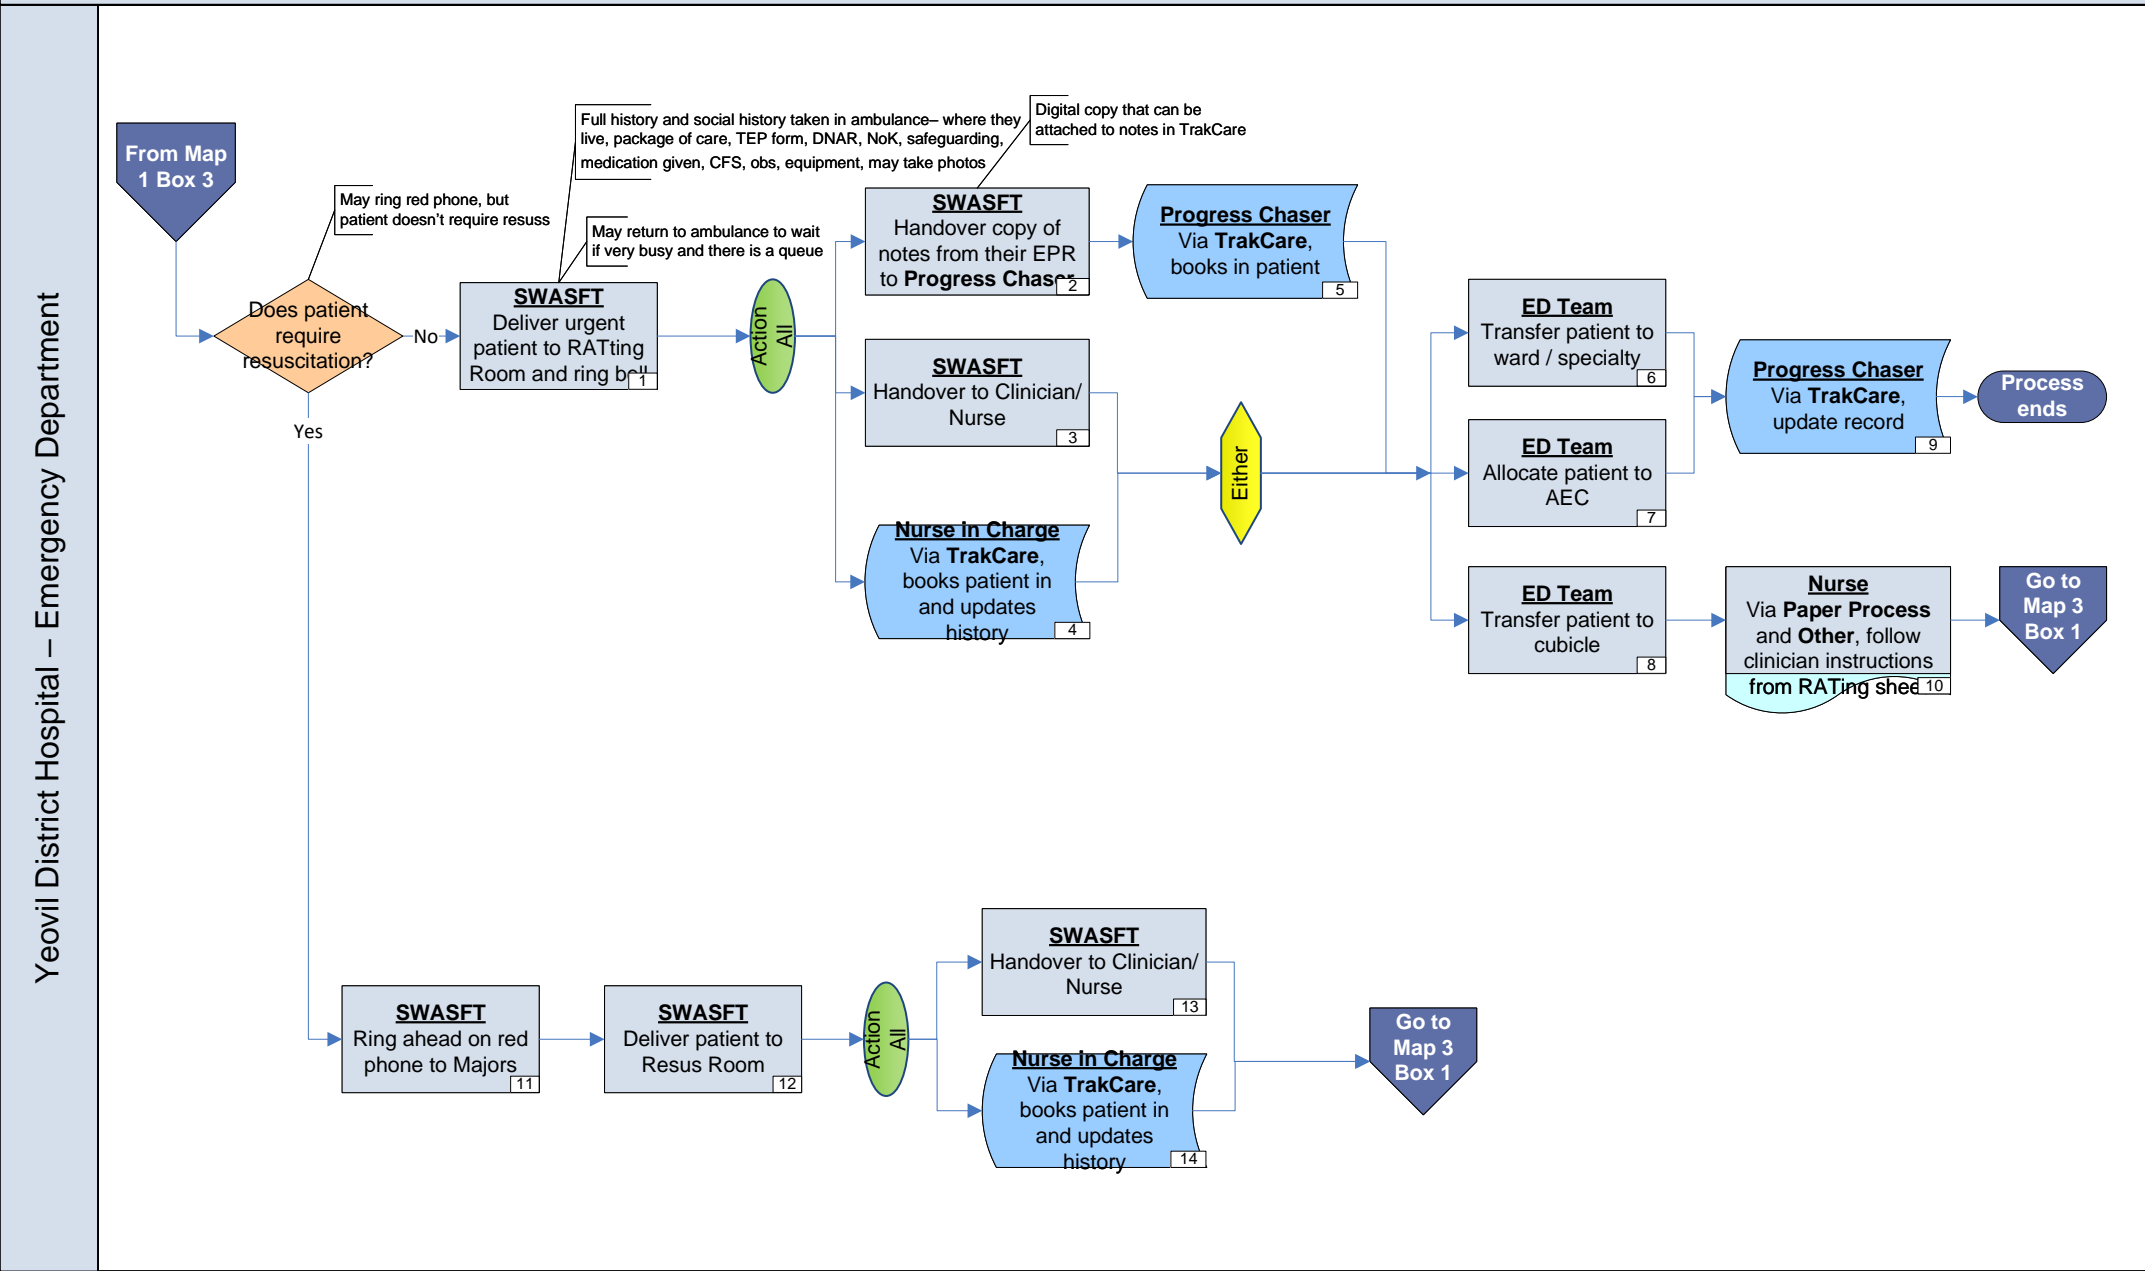 Yeovil District Hospital – Emergency Department
From Map
1 Box 3
May ring red phone, but
patient doesn't require resuss
Does patient
require
resuscitation?
No
Yes
Full history and social history taken in ambulance– where they
live, package of care, TEP form, DNAR, NoK, safeguarding,
medication given, CFS, obs, equipment, may take photos
May return to ambulance to wait
if very busy and there is a queue
SWASFT
Deliver urgent
patient to RATting
Room and ring bell
1
Action
All
Digital copy that can be
attached to notes in TrakCare
SWASFT
Handover copy of
notes from their EPR
to Progress Chaser
2
SWASFT
Handover to Clinician/
Nurse
3
Nurse in Charge
Via TrakCare,
books patient in
and updates
history
4
Progress Chaser
Via TrakCare,
books in patient
5
Either
ED Team
Transfer patient to
ward / specialty
6
ED Team
Allocate patient to
AEC
7
ED Team
Transfer patient to
cubicle
8
Progress Chaser
Via TrakCare,
update record
9
Process
ends
Nurse
Via Paper Process
and Other, follow
clinician instructions
from RATing sheet
10
Go to
Map 3
Box 1
SWASFT
Ring ahead on red
phone to Majors
11
SWASFT
Deliver patient to
Resus Room
12
Action
All
SWASFT
Handover to Clinician/
Nurse
13
Nurse in Charge
Via TrakCare,
books patient in
and updates
history
14
Go to
Map 3
Box 1